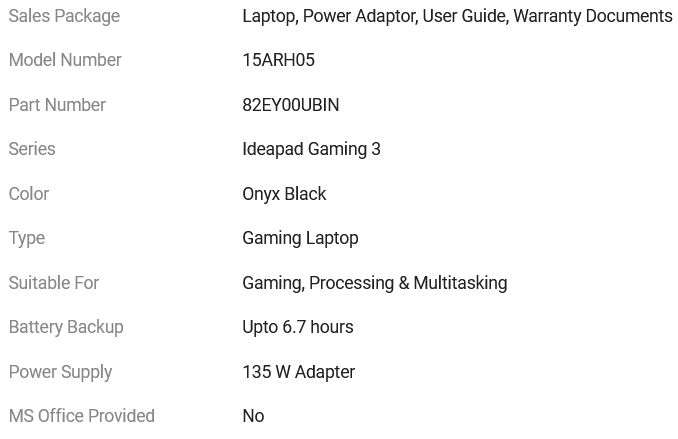 Sales Package Laptop, Power Adaptor, User Guide, Warranty Documents
Model Number 15ARH05
Part Number 82EY00UBIN
Series Ideapad Gaming 3
Color Onyx Black
Type Gaming Laptop
Suitable For Gaming, Processing & Multitasking
Battery Backup Upto 6.7 hours
Power Supply 135 W Adapter
MS Office Provided No